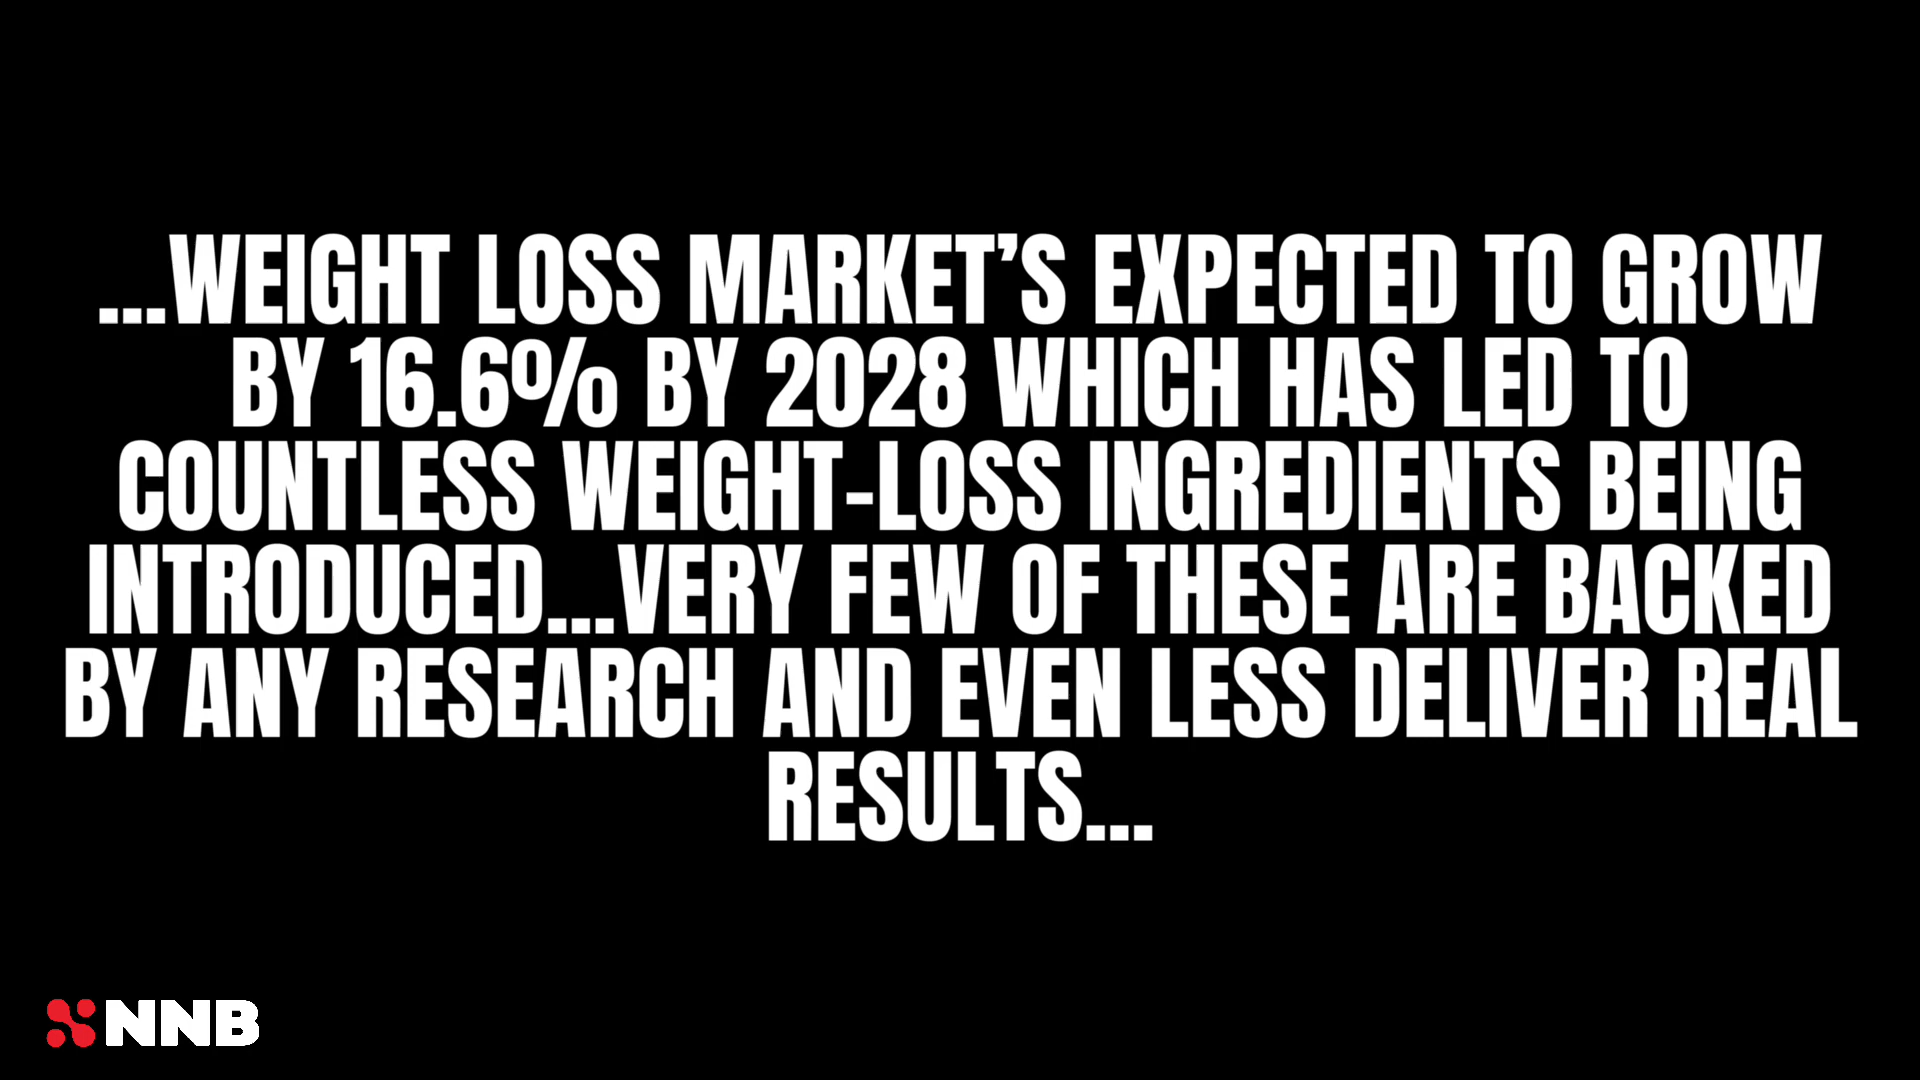 ...WEIGHT LOSS MARKET’S EXPECTED TO GROW
BY 16.6% BY 2028 WHICH HAS LED TO
COUNTLESS WEIGHT-LOSS INGREDIENTS BEING
INTRODUCED...VERY FEW OF THESE ARE BACKED
BY ANY RESEARCH AND EVEN LESS DELIVER REAL
RESULTS...
NNB